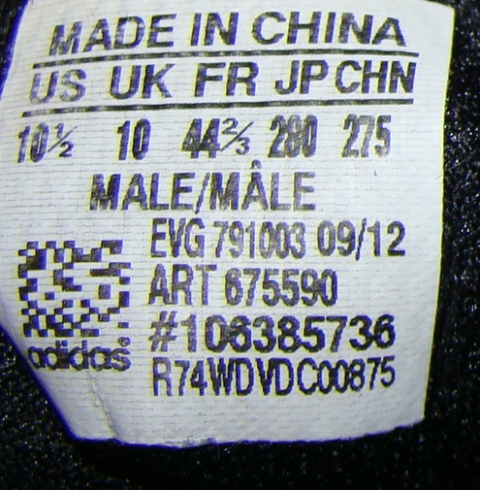 MADE IN CHINA
US UK FR JP CHN
10½ 10 44⅔ 280 275
MALE/MÂLE
EVG 791003 09/12
ART 675590
#106385736
adidas®
R74WDVDC00875